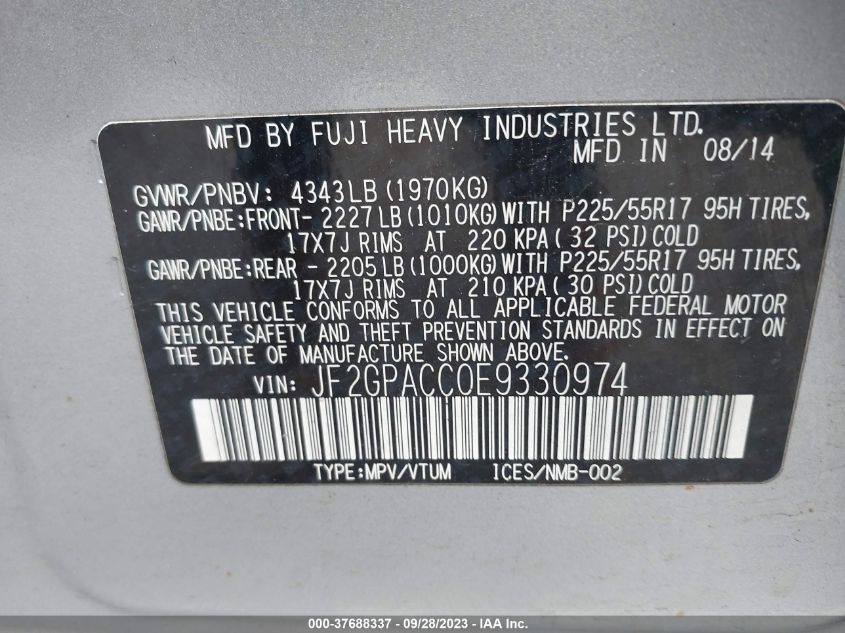 MFD BY FUJI HEAVY INDUSTRIES LTD.
MFD IN 08/14
GVWR/PNBV: 4343LB (1970KG)
GAWR/PNBE:FRONT- 2227LB (1010KG) WITH P225/55R17 95H TIRES,
17X7J RIMS AT 220 KPA ( 32 PSI) COLD
GAWR/PNBE:REAR - 2205LB (1000KG) WITH P225/55R17 95H TIRES,
17X7J RIMS AT 210 KPA ( 30 PSI) COLD
THIS VEHICLE CONFORMS TO ALL APPLICABLE FEDERAL MOTOR
VEHICLE SAFETY AND THEFT PREVENTION STANDARDS IN EFFECT ON
THE DATE OF MANUFACTURE SHOWN ABOVE.
VIN: JF2GPACC0E9330974
TYPE:MPV/VTUM ICES/NMB-002
000-37688337 - 09/28/2023 - © IAA, Inc.